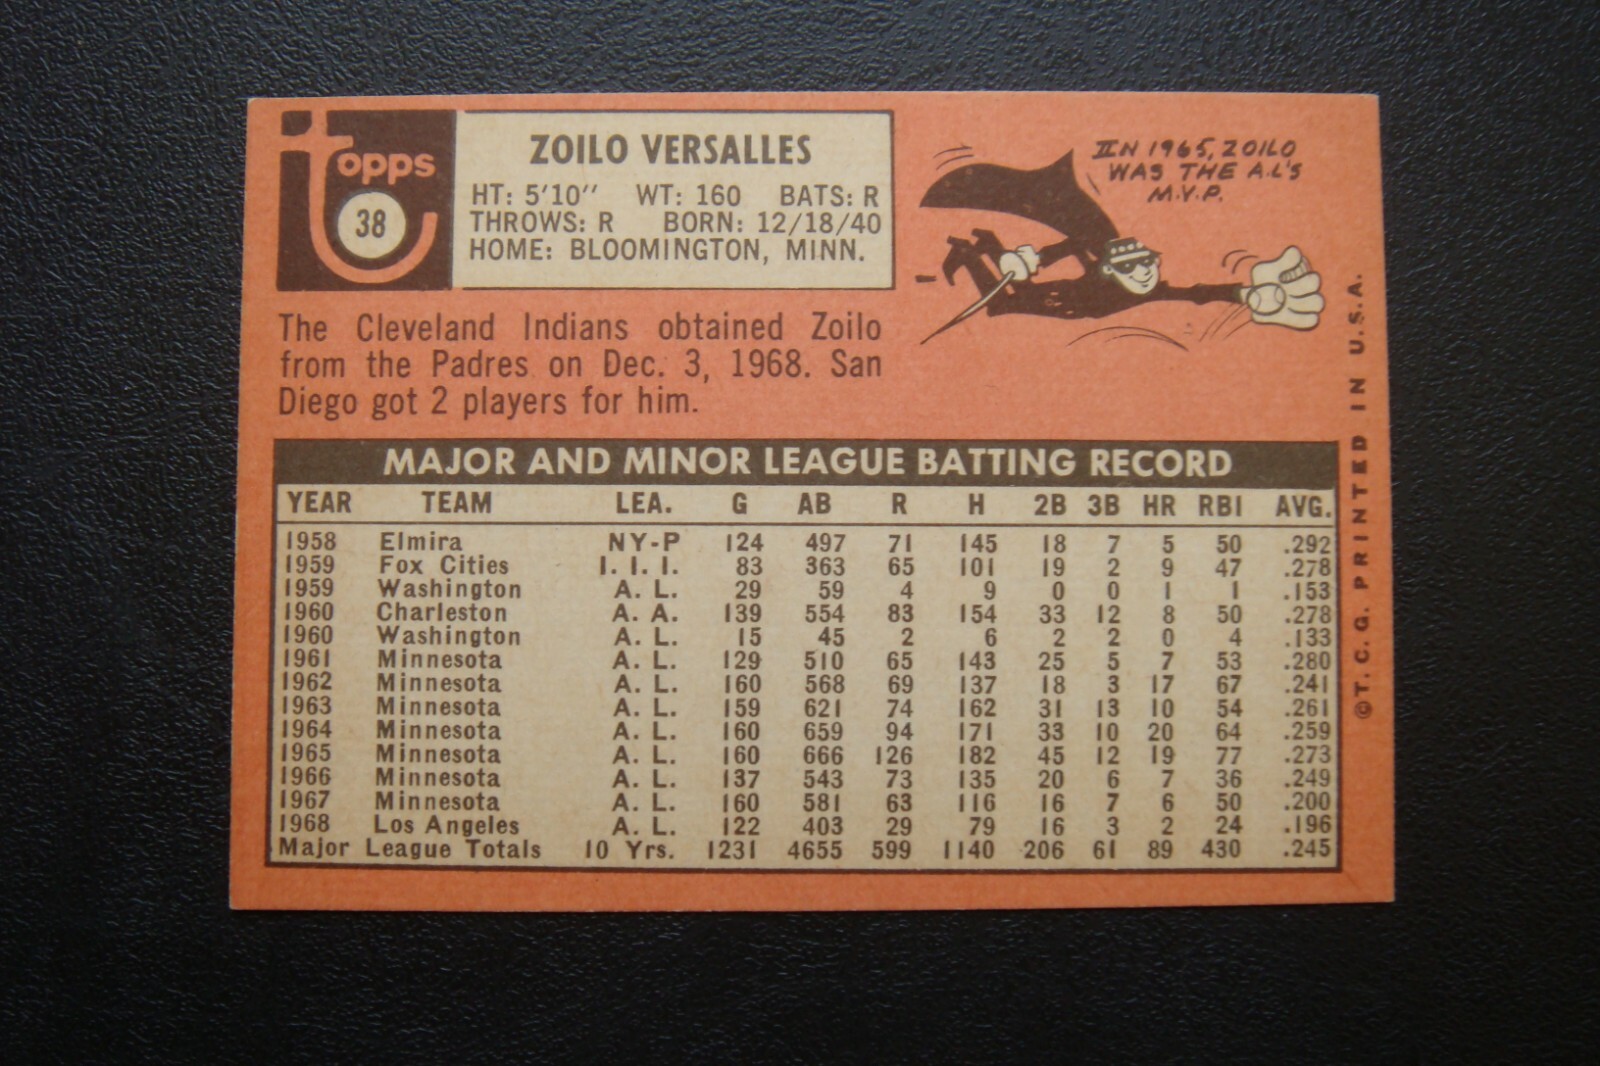 topps
38
ZOILO VERSALLES
HT: 5'10" WT: 160 BATS: R
THROWS: R BORN: 12/18/40
HOME: BLOOMINGTON, MINN.
IN 1965, ZOILO
WAS THE A.L'S
M.V.P.
The Cleveland Indians obtained Zoilo
from the Padres on Dec. 3, 1968. San
Diego got 2 players for him.
MAJOR AND MINOR LEAGUE BATTING RECORD
YEAR TEAM LEA. G AB R H 2B 3B HR RBI AVG.
1958 Elmira NY-P 124 497 71 145 18 7 5 50 .292
1959 Fox Cities I. I. I. 83 363 65 101 19 2 9 47 .278
1959 Washington A. L. 29 59 4 9 0 0 1 1 .153
1960 Charleston A. A. 139 554 83 154 33 12 8 50 .278
1960 Washington A. L. 15 45 2 6 2 2 0 4 .133
1961 Minnesota A. L. 129 510 65 143 25 5 7 53 .280
1962 Minnesota A. L. 160 568 69 137 18 3 17 67 .241
1963 Minnesota A. L. 159 621 74 162 31 13 10 54 .261
1964 Minnesota A. L. 160 659 94 171 33 10 20 64 .259
1965 Minnesota A. L. 160 666 126 182 45 12 19 77 .273
1966 Minnesota A. L. 137 543 73 135 20 6 7 36 .249
1967 Minnesota A. L. 160 581 63 116 16 7 6 50 .200
1968 Los Angeles A. L. 122 403 29 79 16 3 2 24 .196
Major League Totals 10 Yrs. 1231 4655 599 1140 206 61 89 430 .245
©T. C. G. PRINTED IN U.S.A.